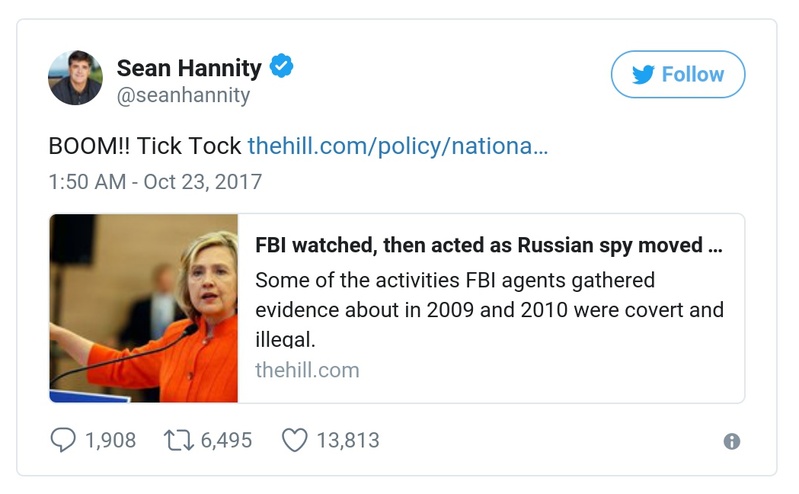 Sean Hannity
Follow
@seanhannity
BOOM!! Tick Tock thehill.com/policy/nationa…
1:50 AM - Oct 23, 2017
FBI watched, then acted as Russian spy moved …
Some of the activities FBI agents gathered
evidence about in 2009 and 2010 were covert and
illegal.
thehill.com
1,908 6,495 13,813